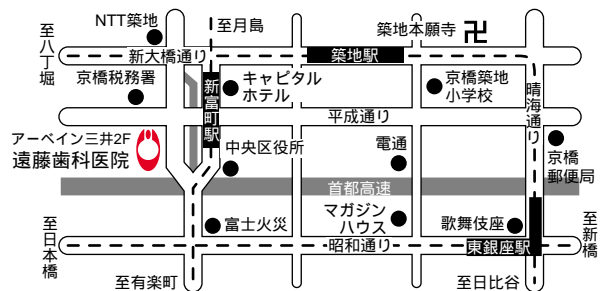 NTT築地
至月島
築地本願寺
至八丁堀
新大橋通り
築地駅
京橋税務署
新富町駅
キャピタル
ホテル
京橋築地
小学校
晴海通り
平成通り
アーベイン三井2F
遠藤歯科医院
中央区役所
電通
京橋
郵便局
首都高速
至日本橋
富士火災
マガジン
ハウス
歌舞伎座
至新橋
昭和通り
東銀座駅
至有楽町
至日比谷